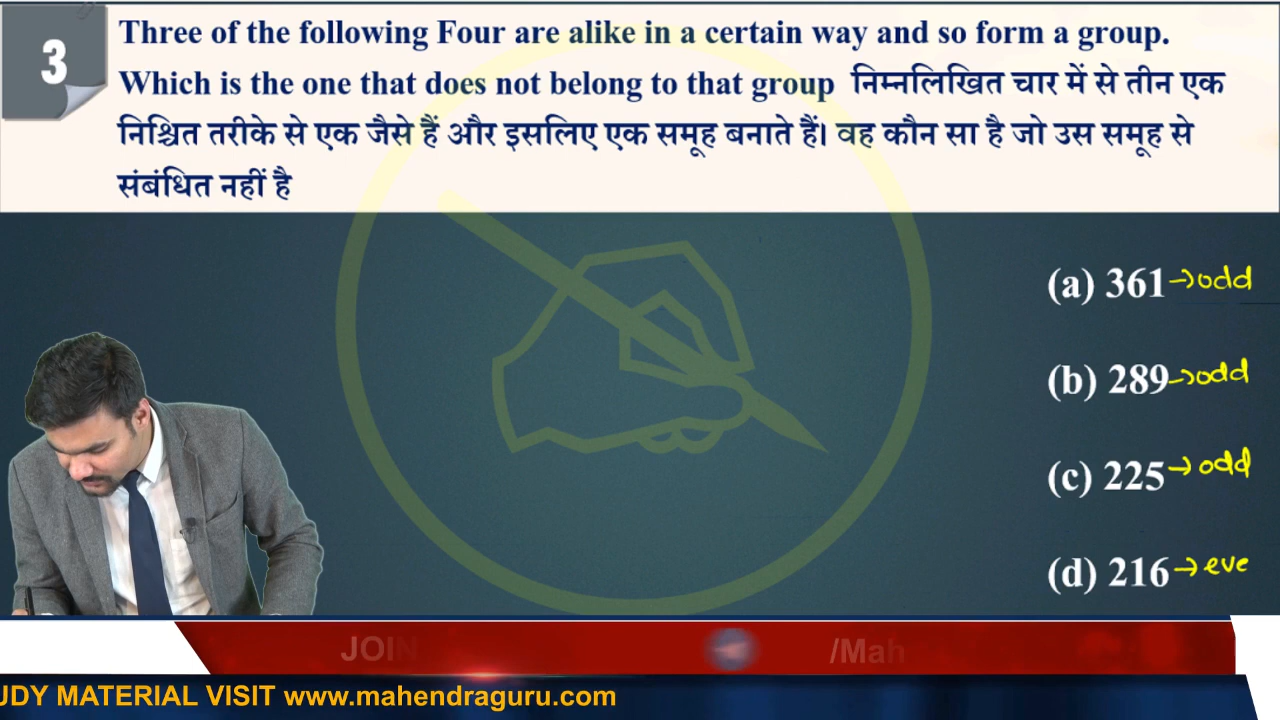 3
Three of the following Four are alike in a certain way and so form a group.
Which is the one that does not belong to that group निम्नलिखित चार में से तीन एक
निश्चित तरीके से एक जैसे हैं और इसलिए एक समूह बनाते हैं। वह कौन सा है जो उस समूह से
संबंधित नहीं है
(a) 361→odd
(b) 289→odd
(c) 225→odd
(d) 216→eve
JOIN /Mah
UDY MATERIAL VISIT www.mahendraguru.com